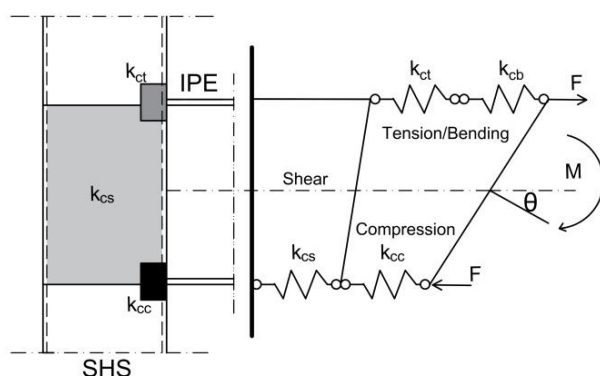 k_ct
IPE
k_cs
k_cc
SHS
k_ct
k_cb
F
Tension/Bending
M
Shear
θ
Compression
k_cs
k_cc
F